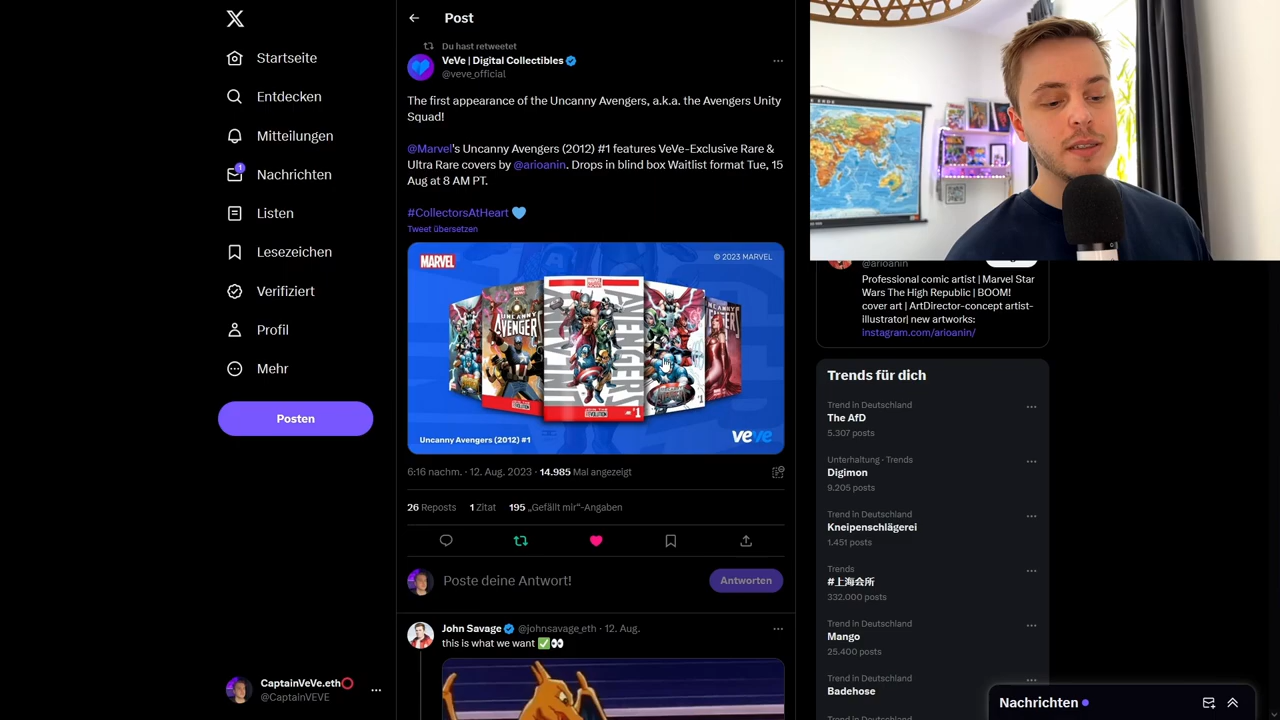 Startseite
Entdecken
Mitteilungen
1
Nachrichten
Listen
Lesezeichen
Verifiziert
Profil
Mehr
Posten
CaptainVeVe.eth⭕
@CaptainVEVE
Post
Du hast retweetet
VeVe | Digital Collectibles
@veve_official
The first appearance of the Uncanny Avengers, a.k.a. the Avengers Unity
Squad!
@Marvel's Uncanny Avengers (2012) #1 features VeVe-Exclusive Rare &
Ultra Rare covers by @arioanin. Drops in blind box Waitlist format Tue, 15
Aug at 8 AM PT.
#CollectorsAtHeart 🩵
Tweet übersetzen
MARVEL
© 2023 MARVEL
UNCANNY
AVENGERS
#1
Uncanny Avengers (2012) #1
veve
6:16 nachm. · 12. Aug. 2023 · 14.985 Mal angezeigt
26 Reposts 1 Zitat 195 „Gefällt mir“-Angaben
Poste deine Antwort!
Antworten
John Savage @johnsavage_eth · 12. Aug.
this is what we want ✅👀
@arioanin
Professional comic artist | Marvel Star
Wars The High Republic | BOOM!
cover art | ArtDirector-concept artist-
illustrator| new artworks:
instagram.com/arioanin/
Trends für dich
Trend in Deutschland
The AfD
5.307 posts
Unterhaltung · Trends
Digimon
9.205 posts
Trend in Deutschland
Kneipenschlägerei
1.451 posts
Trends
#上海会所
332.000 posts
Trend in Deutschland
Mango
25.400 posts
Trend in Deutschland
Badehose
Nachrichten